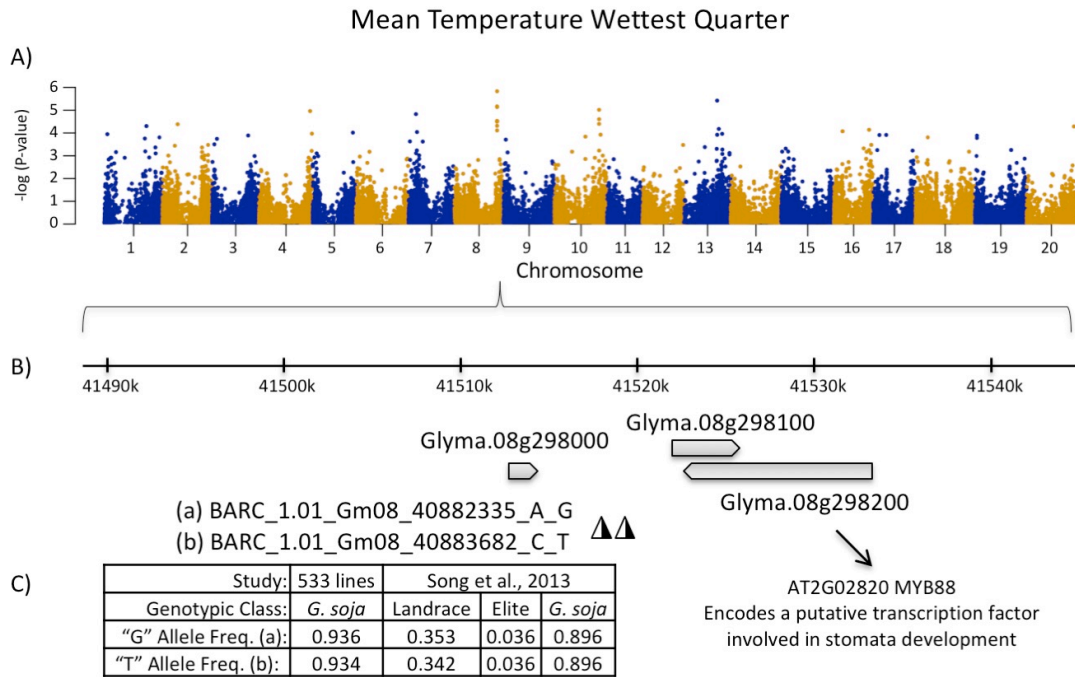 Mean Temperature Wettest Quarter
A)
-log (P-value)
6
5
4
3
2
1
0
1 2 3 4 5 6 7 8 9 10 11 12 13 14 15 16 17 18 19 20
Chromosome
B)
41490k 41500k 41510k 41520k 41530k 41540k
Glyma.08g298100
Glyma.08g298000
Glyma.08g298200
(a) BARC_1.01_Gm08_40882335_A_G
(b) BARC_1.01_Gm08_40883682_C_T
C)
Study: 533 lines Song et al., 2013
Genotypic Class: G. soja Landrace Elite G. soja
“G” Allele Freq. (a): 0.936 0.353 0.036 0.896
“T” Allele Freq. (b): 0.934 0.342 0.036 0.896
AT2G02820 MYB88
Encodes a putative transcription factor
involved in stomata development